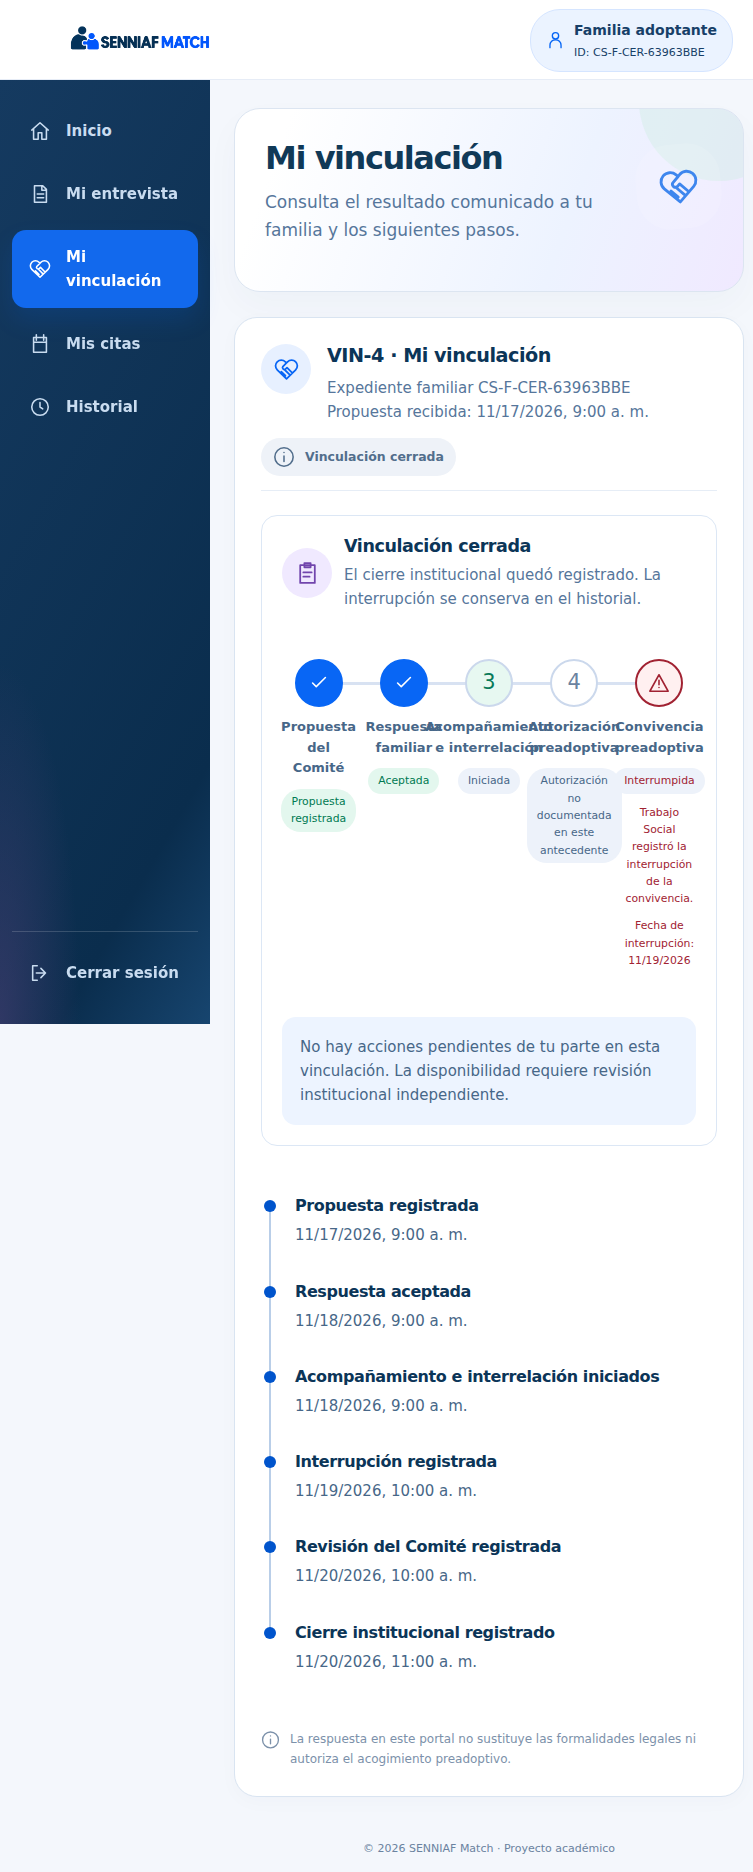 SENNIAF MATCH
Familia adoptante
ID: CS-F-CER-63963BBE
Inicio
Mi entrevista
Mi
vinculación
Mis citas
Historial
Cerrar sesión
Mi vinculación
Consulta el resultado comunicado a tu
familia y los siguientes pasos.
VIN-4 · Mi vinculación
Expediente familiar CS-F-CER-63963BBE
Propuesta recibida: 11/17/2026, 9:00 a. m.
Vinculación cerrada
Vinculación cerrada
El cierre institucional quedó registrado. La
interrupción se conserva en el historial.
Propuesta
del
Comité
Propuesta
registrada
Respuesta
familiar
Aceptada
3
Acompañamiento
e interrelación
Iniciada
4
Autorización
preadoptiva
Autorización
no
documentada
en este
antecedente
Convivencia
preadoptiva
Interrumpida
Trabajo
Social
registró la
interrupción
de la
convivencia.
Fecha de
interrupción:
11/19/2026
No hay acciones pendientes de tu parte en esta
vinculación. La disponibilidad requiere revisión
institucional independiente.
Propuesta registrada
11/17/2026, 9:00 a. m.
Respuesta aceptada
11/18/2026, 9:00 a. m.
Acompañamiento e interrelación iniciados
11/18/2026, 9:00 a. m.
Interrupción registrada
11/19/2026, 10:00 a. m.
Revisión del Comité registrada
11/20/2026, 10:00 a. m.
Cierre institucional registrado
11/20/2026, 11:00 a. m.
La respuesta en este portal no sustituye las formalidades legales ni
autoriza el acogimiento preadoptivo.
© 2026 SENNIAF Match · Proyecto académico